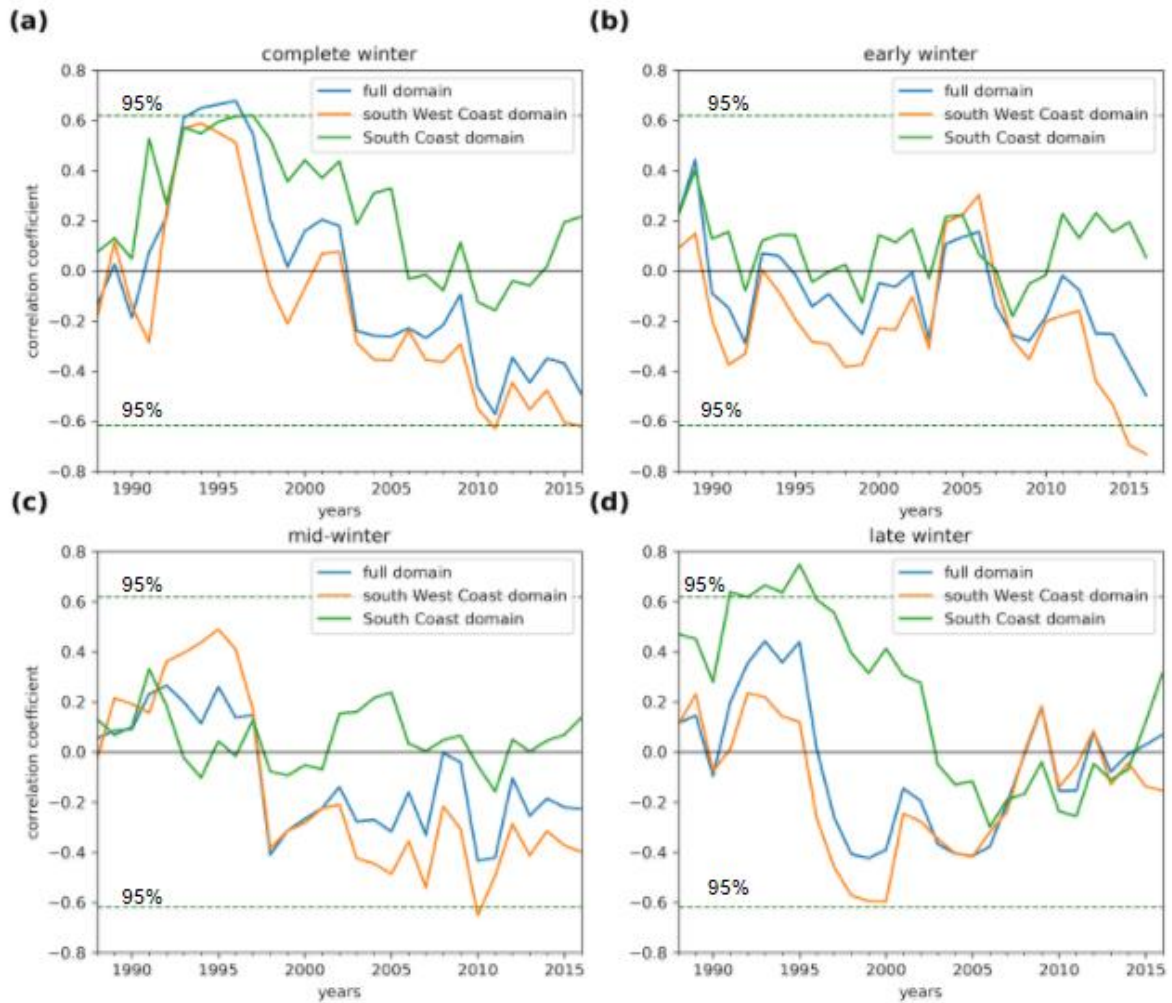 (a)
complete winter
0.8
0.6
0.4
0.2
0.0
−0.2
−0.4
−0.6
−0.8
correlation coefficient
95%
95%
full domain
south West Coast domain
South Coast domain
1990 1995 2000 2005 2010 2015
years
(b)
early winter
0.8
0.6
0.4
0.2
0.0
−0.2
−0.4
−0.6
−0.8
95%
95%
full domain
south West Coast domain
South Coast domain
1990 1995 2000 2005 2010 2015
years
(c)
mid-winter
0.8
0.6
0.4
0.2
0.0
−0.2
−0.4
−0.6
−0.8
correlation coefficient
95%
95%
full domain
south West Coast domain
South Coast domain
1990 1995 2000 2005 2010 2015
years
(d)
late winter
0.8
0.6
0.4
0.2
0.0
−0.2
−0.4
−0.6
−0.8
95%
95%
full domain
south West Coast domain
South Coast domain
1990 1995 2000 2005 2010 2015
years